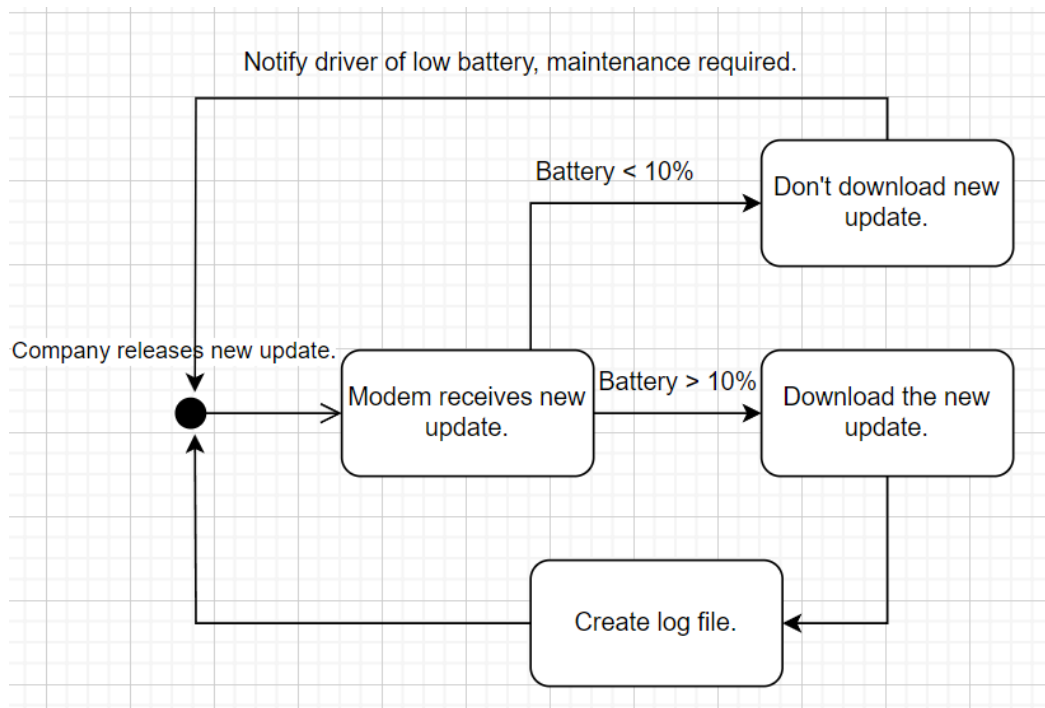 Notify driver of low battery, maintenance required.
Battery < 10%
Don't download new
update.
Company releases new update.
Modem receives new
update.
Battery > 10%
Download the new
update.
Create log file.